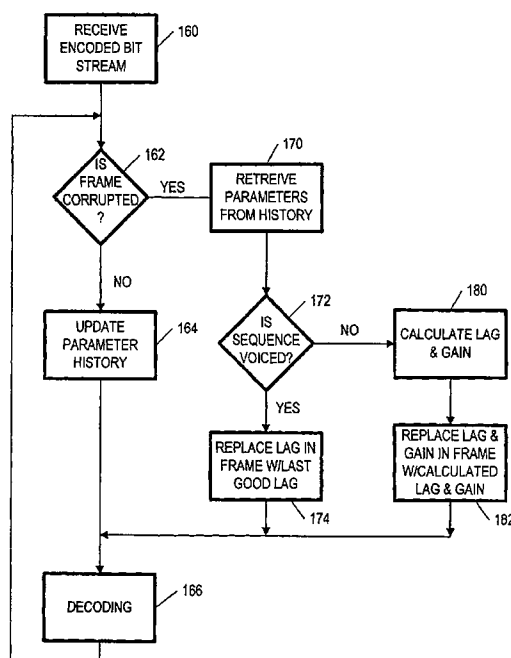 RECEIVE
ENCODED BIT
STREAM
160
IS
FRAME
CORRUPTED
?
162
YES
NO
170
RETREIVE
PARAMETERS
FROM HISTORY
UPDATE
PARAMETER
HISTORY
164
172
IS
SEQUENCE
VOICED?
NO
YES
180
CALCULATE LAG
& GAIN
REPLACE LAG IN
FRAME W/LAST
GOOD LAG
174
REPLACE LAG &
GAIN IN FRAME
W/CALCULATED
LAG & GAIN
182
DECODING
166